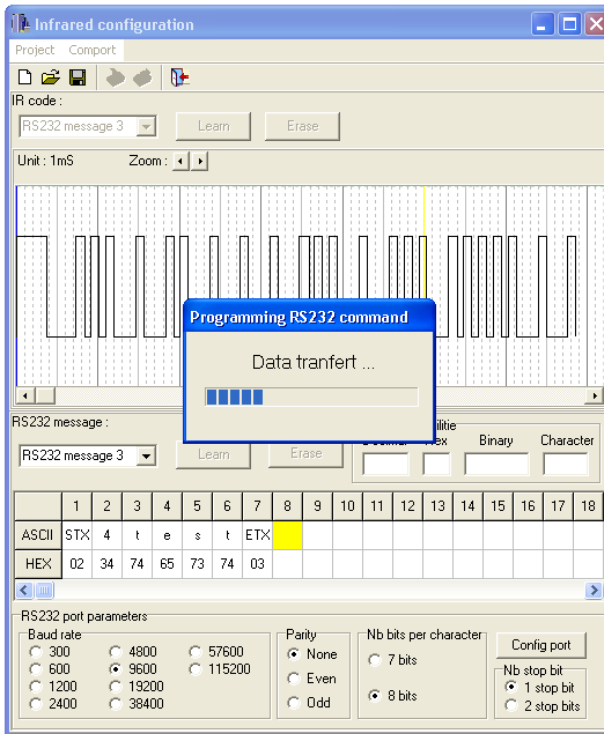 Infrared configuration
Project Comport
IR code :
RS232 message 3 Learn Erase
Unit : 1mS Zoom :
Programming RS232 command
Data tranfert ...
RS232 message :
RS232 message 3 Learn Erase
Hex Binary Character
1 2 3 4 5 6 7 8 9 10 11 12 13 14 15 16 17 18
ASCII STX 4 t e s t ETX
HEX 02 34 74 65 73 74 03
RS232 port parameters
Baud rate Parity Nb bits per character
300 4800 57600 None 7 bits Config port
600 9600 115200 Even 8 bits Nb stop bit
1200 19200 Odd 1 stop bit
2400 38400 2 stop bits